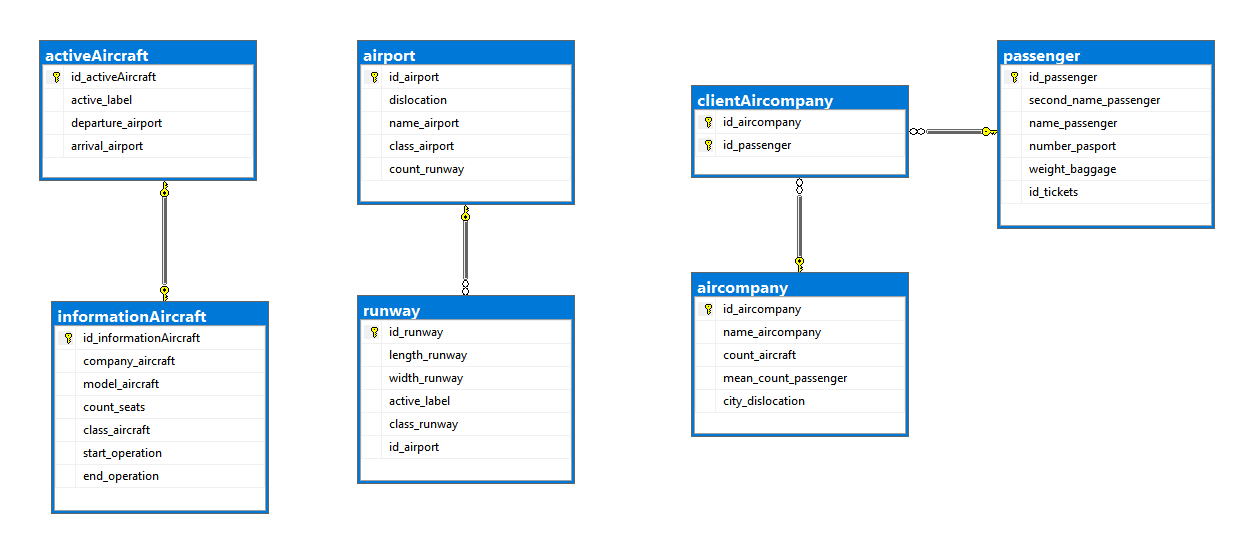 activeAircraft
id_activeAircraft
active_label
departure_airport
arrival_airport
informationAircraft
id_informationAircraft
company_aircraft
model_aircraft
count_seats
class_aircraft
start_operation
end_operation
airport
id_airport
dislocation
name_airport
class_airport
count_runway
runway
id_runway
length_runway
width_runway
active_label
class_runway
id_airport
clientAircompany
id_aircompany
id_passenger
aircompany
id_aircompany
name_aircompany
count_aircraft
mean_count_passenger
city_dislocation
passenger
id_passenger
second_name_passenger
name_passenger
number_pasport
weight_baggage
id_tickets